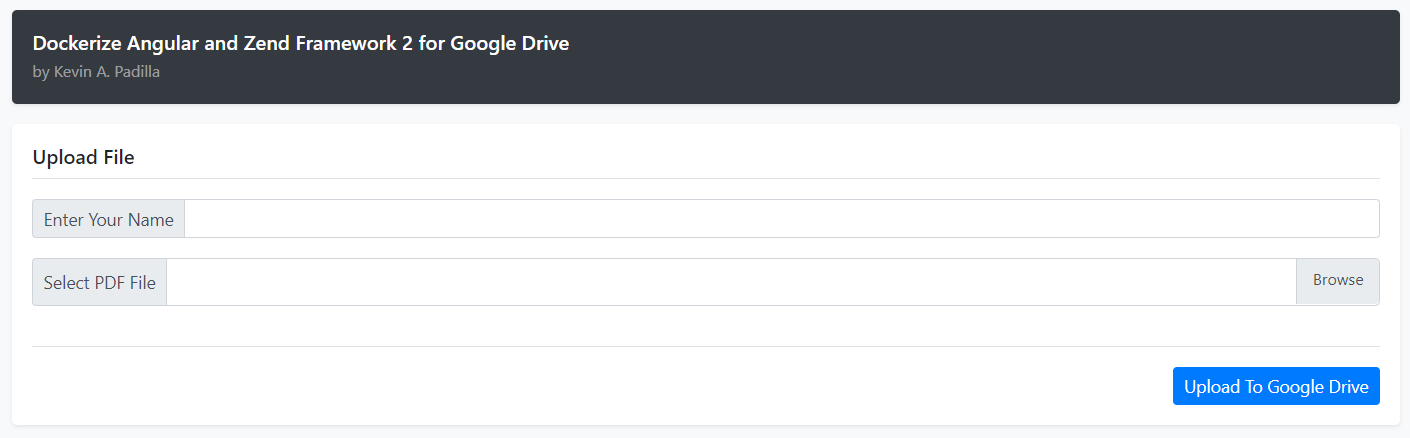 Dockerize Angular and Zend Framework 2 for Google Drive
by Kevin A. Padilla
Upload File
Enter Your Name
Select PDF File
Browse
Upload To Google Drive